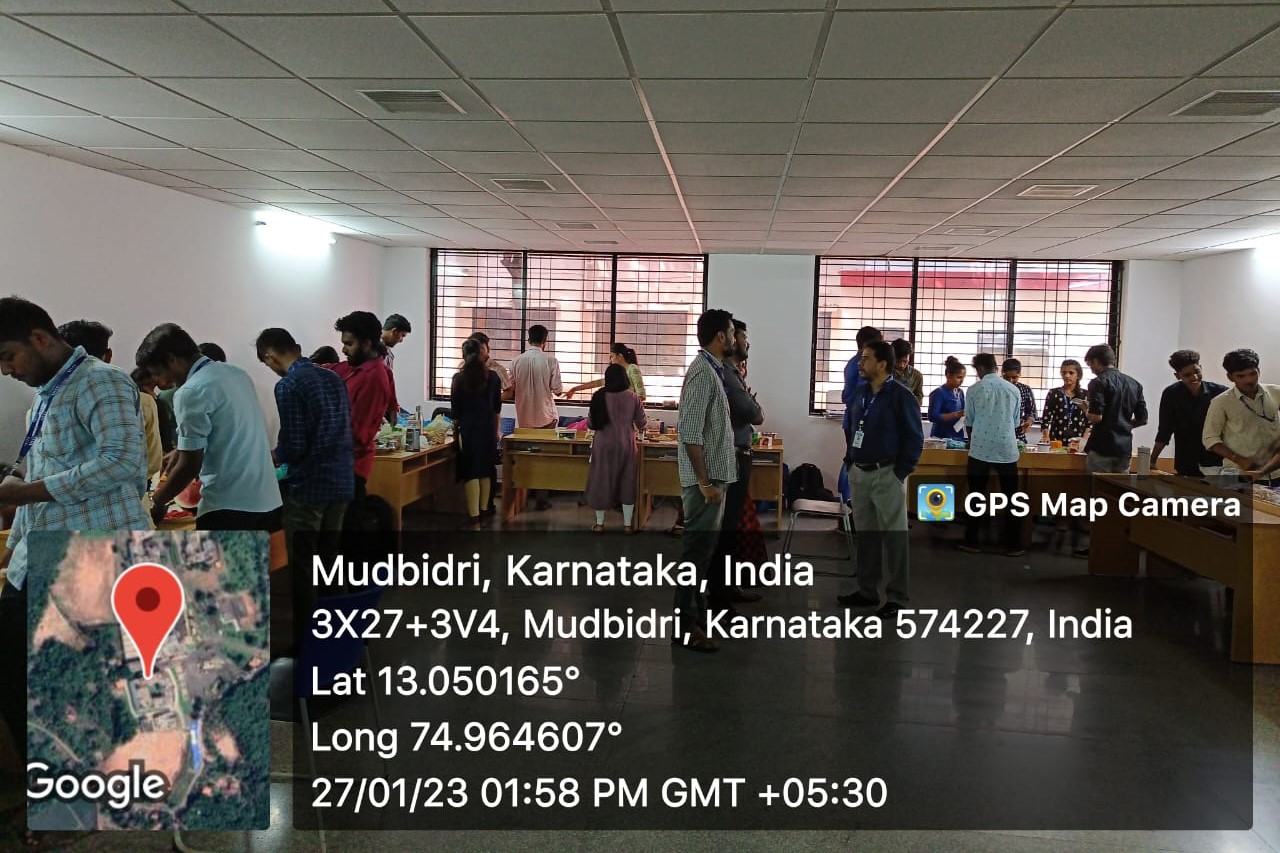 GPS Map Camera
Mudbidri, Karnataka, India
3X27+3V4, Mudbidri, Karnataka 574227, India
Lat 13.050165°
Long 74.964607°
27/01/23 01:58 PM GMT +05:30
Google